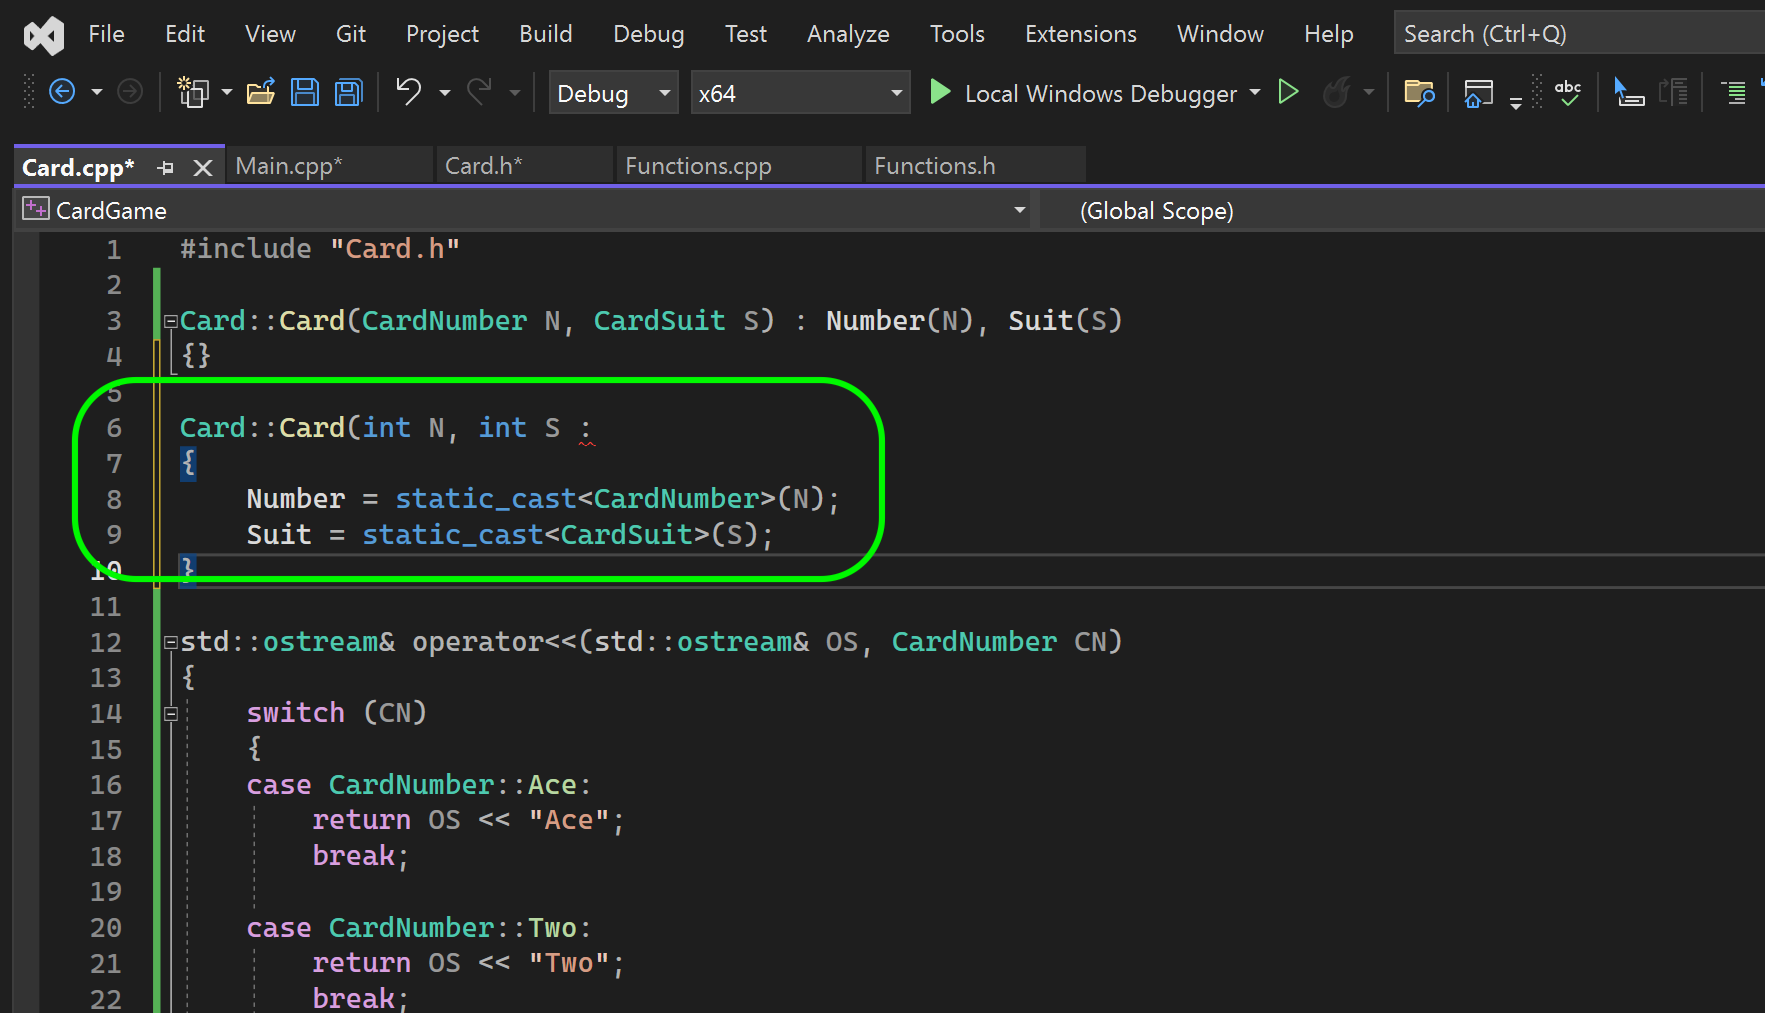 File Edit View Git Project Build Debug Test Analyze Tools Extensions Window Help Search (Ctrl+Q)
Debug x64 Local Windows Debugger abc
Card.cpp* Main.cpp* Card.h* Functions.cpp Functions.h
CardGame (Global Scope)
1 #include "Card.h"
2
3 Card::Card(CardNumber N, CardSuit S) : Number(N), Suit(S)
4 {}
5
6 Card::Card(int N, int S :
7 {
8 Number = static_cast<CardNumber>(N);
9 Suit = static_cast<CardSuit>(S);
10 }
11
12 std::ostream& operator<<(std::ostream& OS, CardNumber CN)
13 {
14 switch (CN)
15 {
16 case CardNumber::Ace:
17 return OS << "Ace";
18 break;
19
20 case CardNumber::Two:
21 return OS << "Two";
22 break;